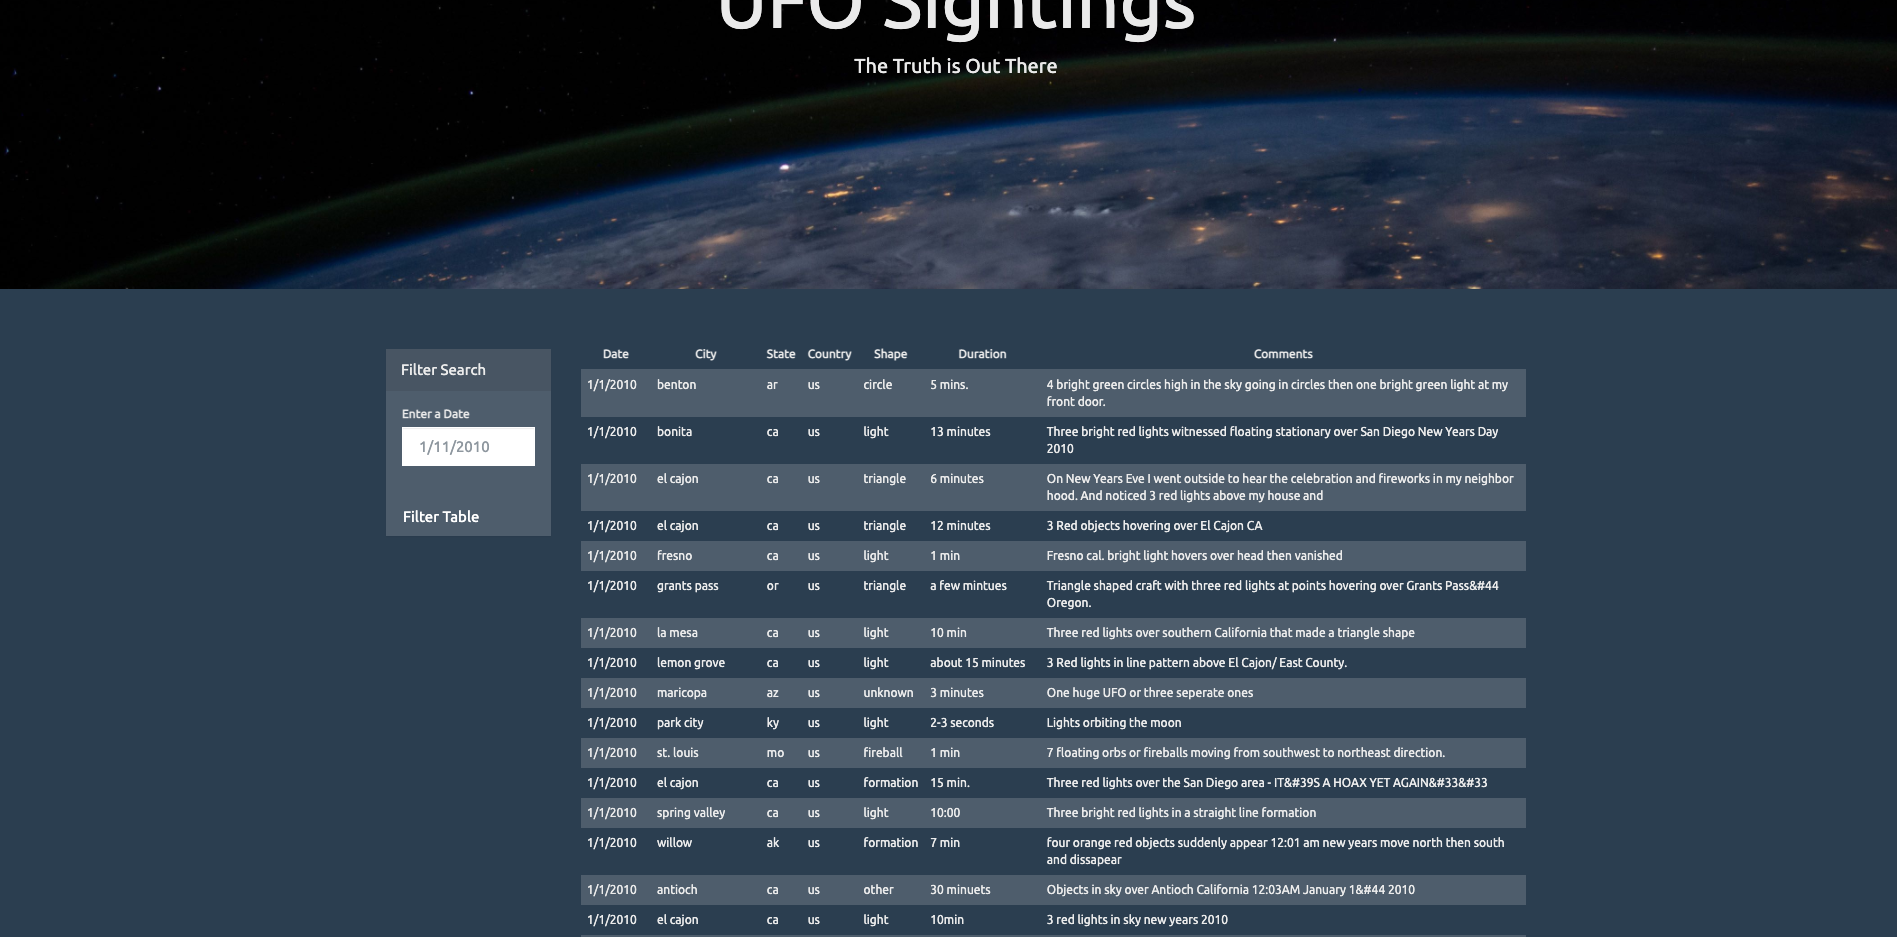 UFO Sightings
The Truth is Out There
Filter Search
Enter a Date
1/11/2010
Filter Table
Date City State Country Shape Duration Comments
1/1/2010 benton ar us circle 5 mins. 4 bright green circles high in the sky going in circles then one bright green light at my
front door.
1/1/2010 bonita ca us light 13 minutes Three bright red lights witnessed floating stationary over San Diego New Years Day
2010
1/1/2010 el cajon ca us triangle 6 minutes On New Years Eve I went outside to hear the celebration and fireworks in my neighbor
hood. And noticed 3 red lights above my house and
1/1/2010 el cajon ca us triangle 12 minutes 3 Red objects hovering over El Cajon CA
1/1/2010 fresno ca us light 1 min Fresno cal. bright light hovers over head then vanished
1/1/2010 grants pass or us triangle a few mintues Triangle shaped craft with three red lights at points hovering over Grants Pass&#44
Oregon.
1/1/2010 la mesa ca us light 10 min Three red lights over southern California that made a triangle shape
1/1/2010 lemon grove ca us light about 15 minutes 3 Red lights in line pattern above El Cajon/ East County.
1/1/2010 maricopa az us unknown 3 minutes One huge UFO or three seperate ones
1/1/2010 park city ky us light 2-3 seconds Lights orbiting the moon
1/1/2010 st. louis mo us fireball 1 min 7 floating orbs or fireballs moving from southwest to northeast direction.
1/1/2010 el cajon ca us formation 15 min. Three red lights over the San Diego area - IT&#39S A HOAX YET AGAIN&#33&#33
1/1/2010 spring valley ca us light 10:00 Three bright red lights in a straight line formation
1/1/2010 willow ak us formation 7 min four orange red objects suddenly appear 12:01 am new years move north then south
and dissapear
1/1/2010 antioch ca us other 30 minuets Objects in sky over Antioch California 12:03AM January 1&#44 2010
1/1/2010 el cajon ca us light 10min 3 red lights in sky new years 2010